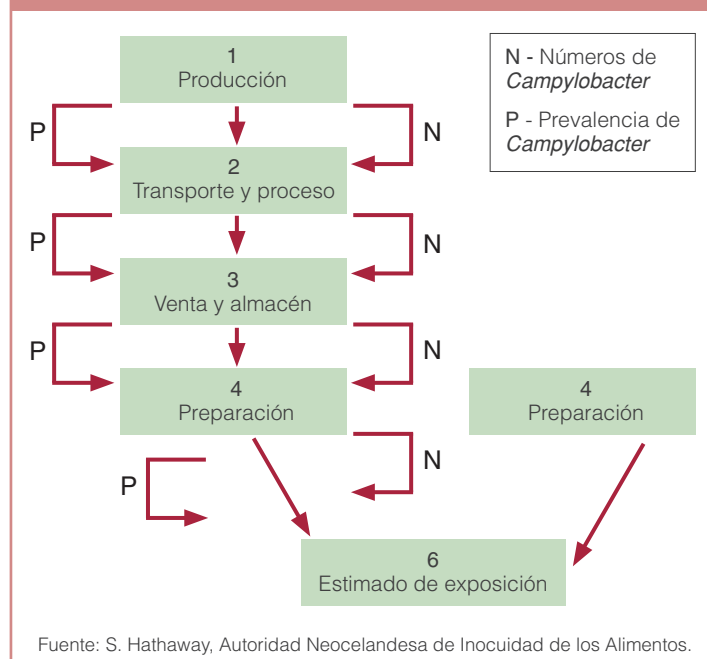 1
Producción
N - Números de
Campylobacter
P - Prevalencia de
Campylobacter
P
N
2
Transporte y proceso
P
N
3
Venta y almacén
P
N
4
Preparación
4
Preparación
P
N
6
Estimado de exposición
Fuente: S. Hathaway, Autoridad Neocelandesa de Inocuidad de los Alimentos.